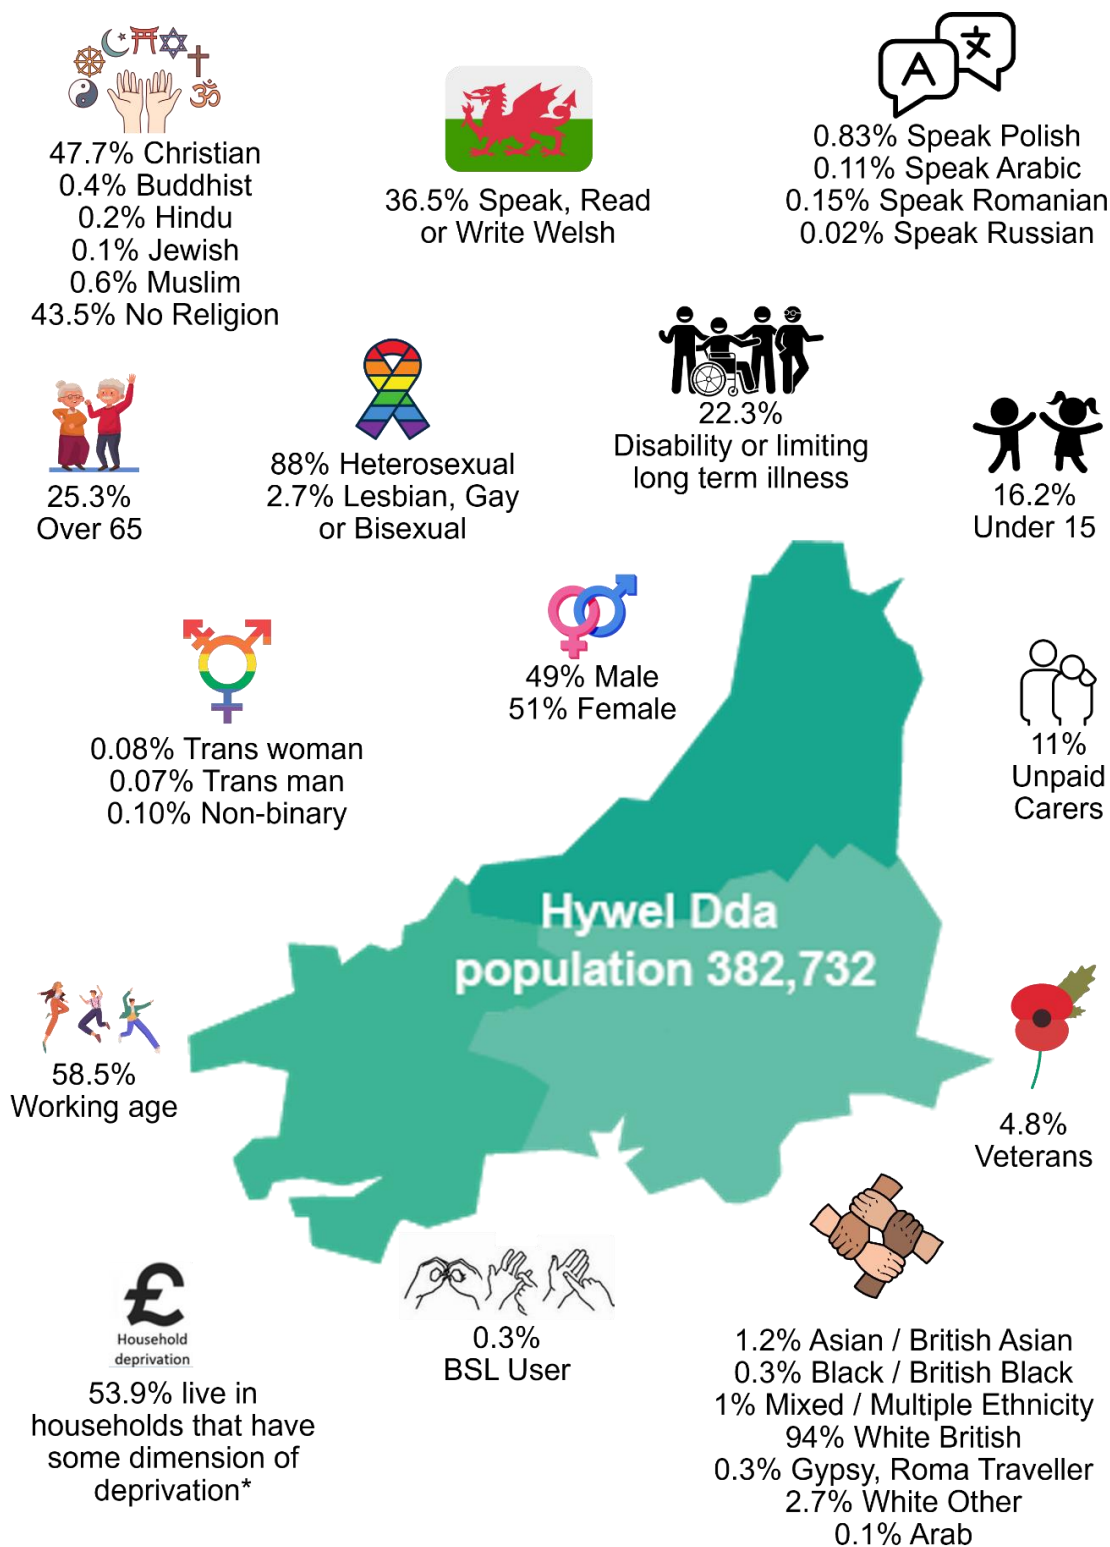 47.7% Christian
0.4% Buddhist
0.2% Hindu
0.1% Jewish
0.6% Muslim
43.5% No Religion
36.5% Speak, Read
or Write Welsh
A
文
0.83% Speak Polish
0.11% Speak Arabic
0.15% Speak Romanian
0.02% Speak Russian
25.3%
Over 65
88% Heterosexual
2.7% Lesbian, Gay
or Bisexual
22.3%
Disability or limiting
long term illness
16.2%
Under 15
0.08% Trans woman
0.07% Trans man
0.10% Non-binary
49% Male
51% Female
11%
Unpaid
Carers
Hywel Dda
population 382,732
58.5%
Working age
4.8%
Veterans
£
Household
deprivation
53.9% live in
households that have
some dimension of
deprivation*
0.3%
BSL User
1.2% Asian / British Asian
0.3% Black / British Black
1% Mixed / Multiple Ethnicity
94% White British
0.3% Gypsy, Roma Traveller
2.7% White Other
0.1% Arab